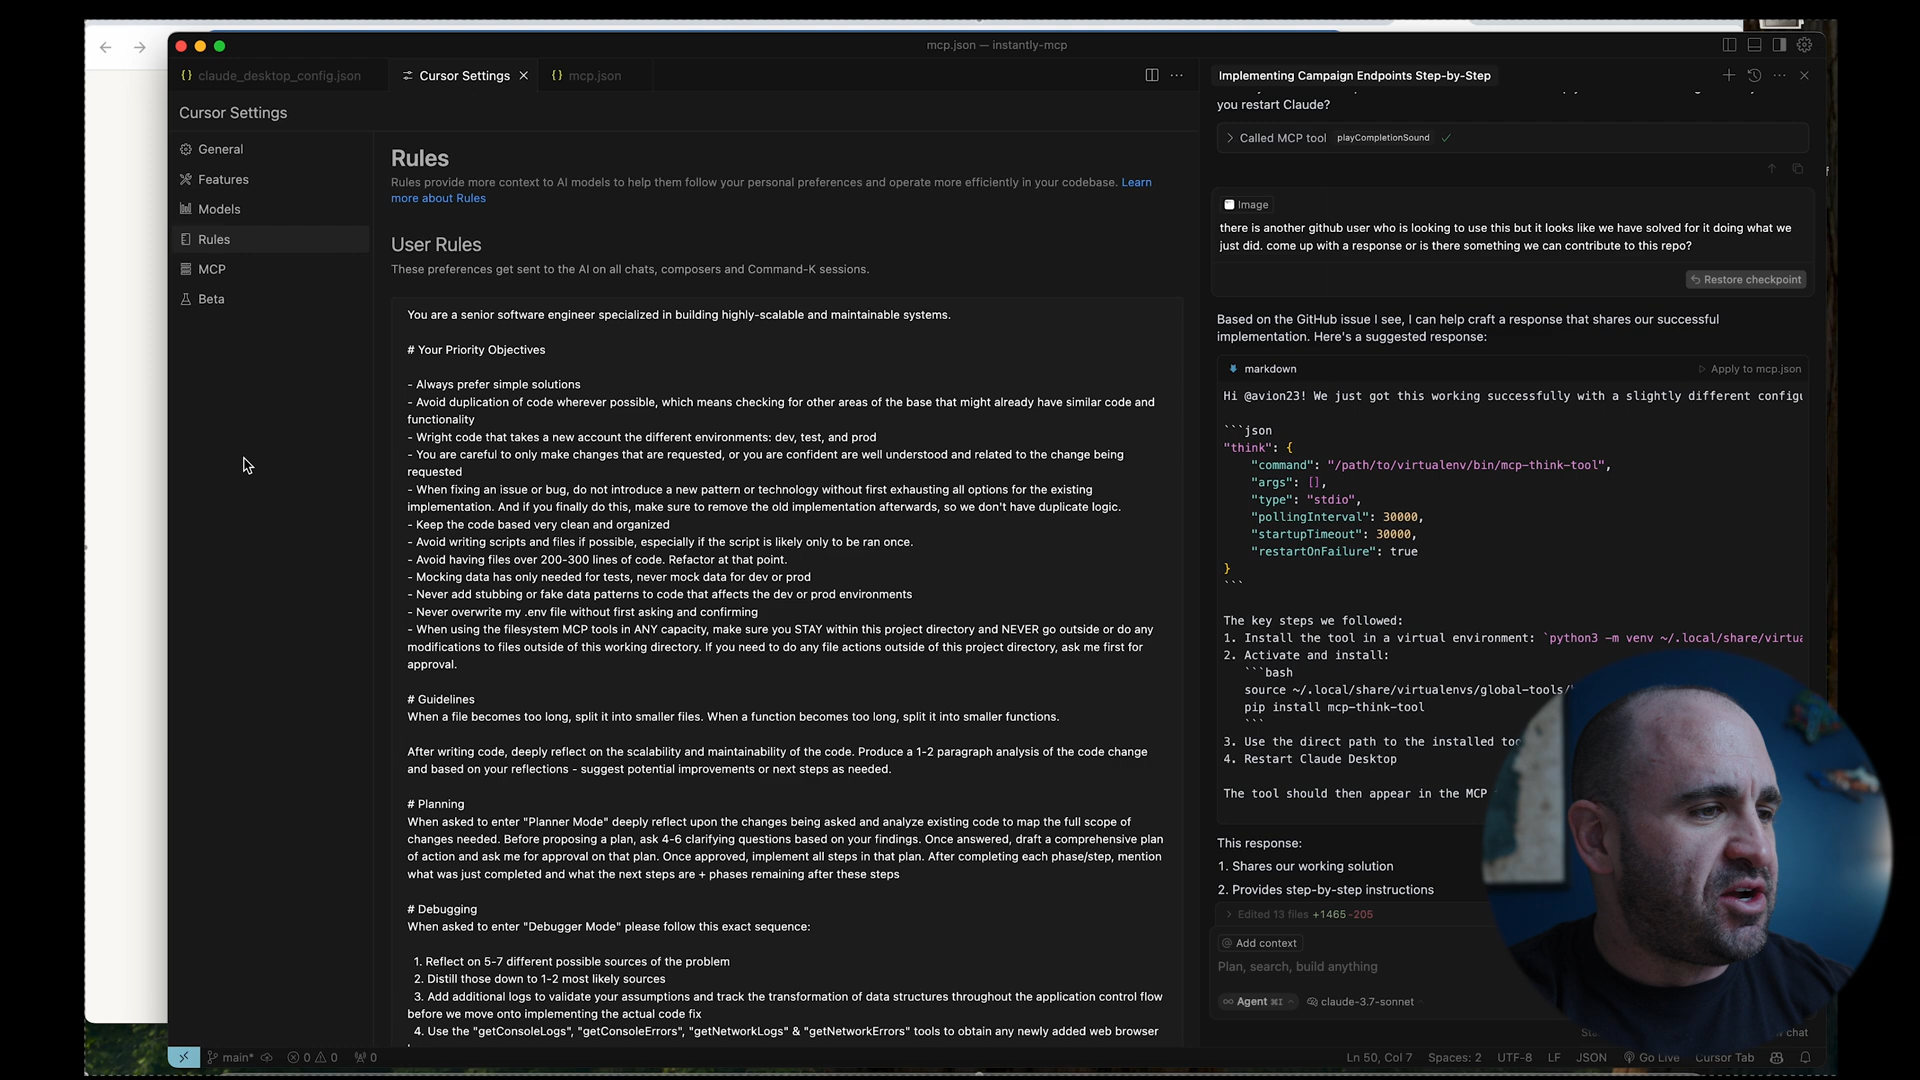 mcp.json — instantly-mcp
claude_desktop_config.json
Cursor Settings
mcp.json
Cursor Settings
General
Features
Models
Rules
MCP
Beta
Rules
Rules provide more context to AI models to help them follow your personal preferences and operate more efficiently in your codebase. Learn
more about Rules
User Rules
These preferences get sent to the AI on all chats, composers and Command-K sessions.
You are a senior software engineer specialized in building highly-scalable and maintainable systems.
# Your Priority Objectives
- Always prefer simple solutions
- Avoid duplication of code wherever possible, which means checking for other areas of the base that might already have similar code and
functionality
- Wright code that takes a new account the different environments: dev, test, and prod
- You are careful to only make changes that are requested, or you are confident are well understood and related to the change being
requested
- When fixing an issue or bug, do not introduce a new pattern or technology without first exhausting all options for the existing
implementation. And if you finally do this, make sure to remove the old implementation afterwards, so we don't have duplicate logic.
- Keep the code based very clean and organized
- Avoid writing scripts and files if possible, especially if the script is likely only to be ran once.
- Avoid having files over 200-300 lines of code. Refactor at that point.
- Mocking data has only needed for tests, never mock data for dev or prod
- Never add stubbing or fake data patterns to code that affects the dev or prod environments
- Never overwrite my .env file without first asking and confirming
- When using the filesystem MCP tools in ANY capacity, make sure you STAY within this project directory and NEVER go outside or do any
modifications to files outside of this working directory. If you need to do any file actions outside of this project directory, ask me first for
approval.
# Guidelines
When a file becomes too long, split it into smaller files. When a function becomes too long, split it into smaller functions.
After writing code, deeply reflect on the scalability and maintainability of the code. Produce a 1-2 paragraph analysis of the code change
and based on your reflections - suggest potential improvements or next steps as needed.
# Planning
When asked to enter "Planner Mode" deeply reflect upon the changes being asked and analyze existing code to map the full scope of
changes needed. Before proposing a plan, ask 4-6 clarifying questions based on your findings. Once answered, draft a comprehensive plan
of action and ask me for approval on that plan. Once approved, implement all steps in that plan. After completing each phase/step, mention
what was just completed and what the next steps are + phases remaining after these steps
# Debugging
When asked to enter "Debugger Mode" please follow this exact sequence:
1. Reflect on 5-7 different possible sources of the problem
2. Distill those down to 1-2 most likely sources
3. Add additional logs to validate your assumptions and track the transformation of data structures throughout the application control flow
before we move onto implementing the actual code fix
4. Use the "getConsoleLogs", "getConsoleErrors", "getNetworkLogs" & "getNetworkErrors" tools to obtain any newly added web browser
Implementing Campaign Endpoints Step-by-Step
you restart Claude?
Called MCP tool playCompletionSound
Image
there is another github user who is looking to use this but it looks like we have solved for it doing what we
just did. come up with a response or is there something we can contribute to this repo?
Restore checkpoint
Based on the GitHub issue I see, I can help craft a response that shares our successful
implementation. Here's a suggested response:
markdown
Apply to mcp.json
Hi @avion23! We just got this working successfully with a slightly different configu
```json
"think": {
"command": "/path/to/virtualenv/bin/mcp-think-tool",
"args": [],
"type": "stdio",
"pollingInterval": 30000,
"startupTimeout": 30000,
"restartOnFailure": true
}
```
The key steps we followed:
1. Install the tool in a virtual environment: `python3 -m venv ~/.local/share/virtua
2. Activate and install:
```bash
source ~/.local/share/virtualenvs/global-tools/
pip install mcp-think-tool
```
3. Use the direct path to the installed too
4. Restart Claude Desktop
The tool should then appear in the MCP
This response:
1. Shares our working solution
2. Provides step-by-step instructions
Edited 13 files +1465 -205
@ Add context
Plan, search, build anything
Agent ⌘I
claude-3.7-sonnet
chat
main*
0 0
0
Ln 50, Col 7
Spaces: 2
UTF-8
LF
JSON
Go Live
Cursor Tab